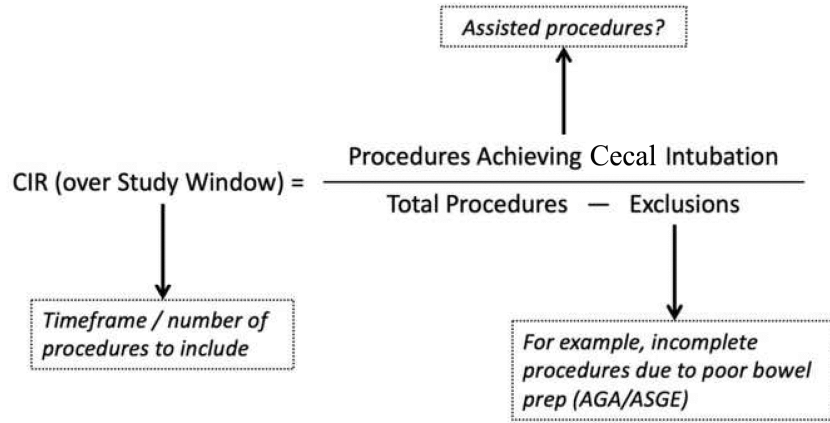 Assisted procedures?
Procedures Achieving Cecal Intubation
CIR (over Study Window) =
Total Procedures — Exclusions
Timeframe / number of
procedures to include
For example, incomplete
procedures due to poor bowel
prep (AGA/ASGE)